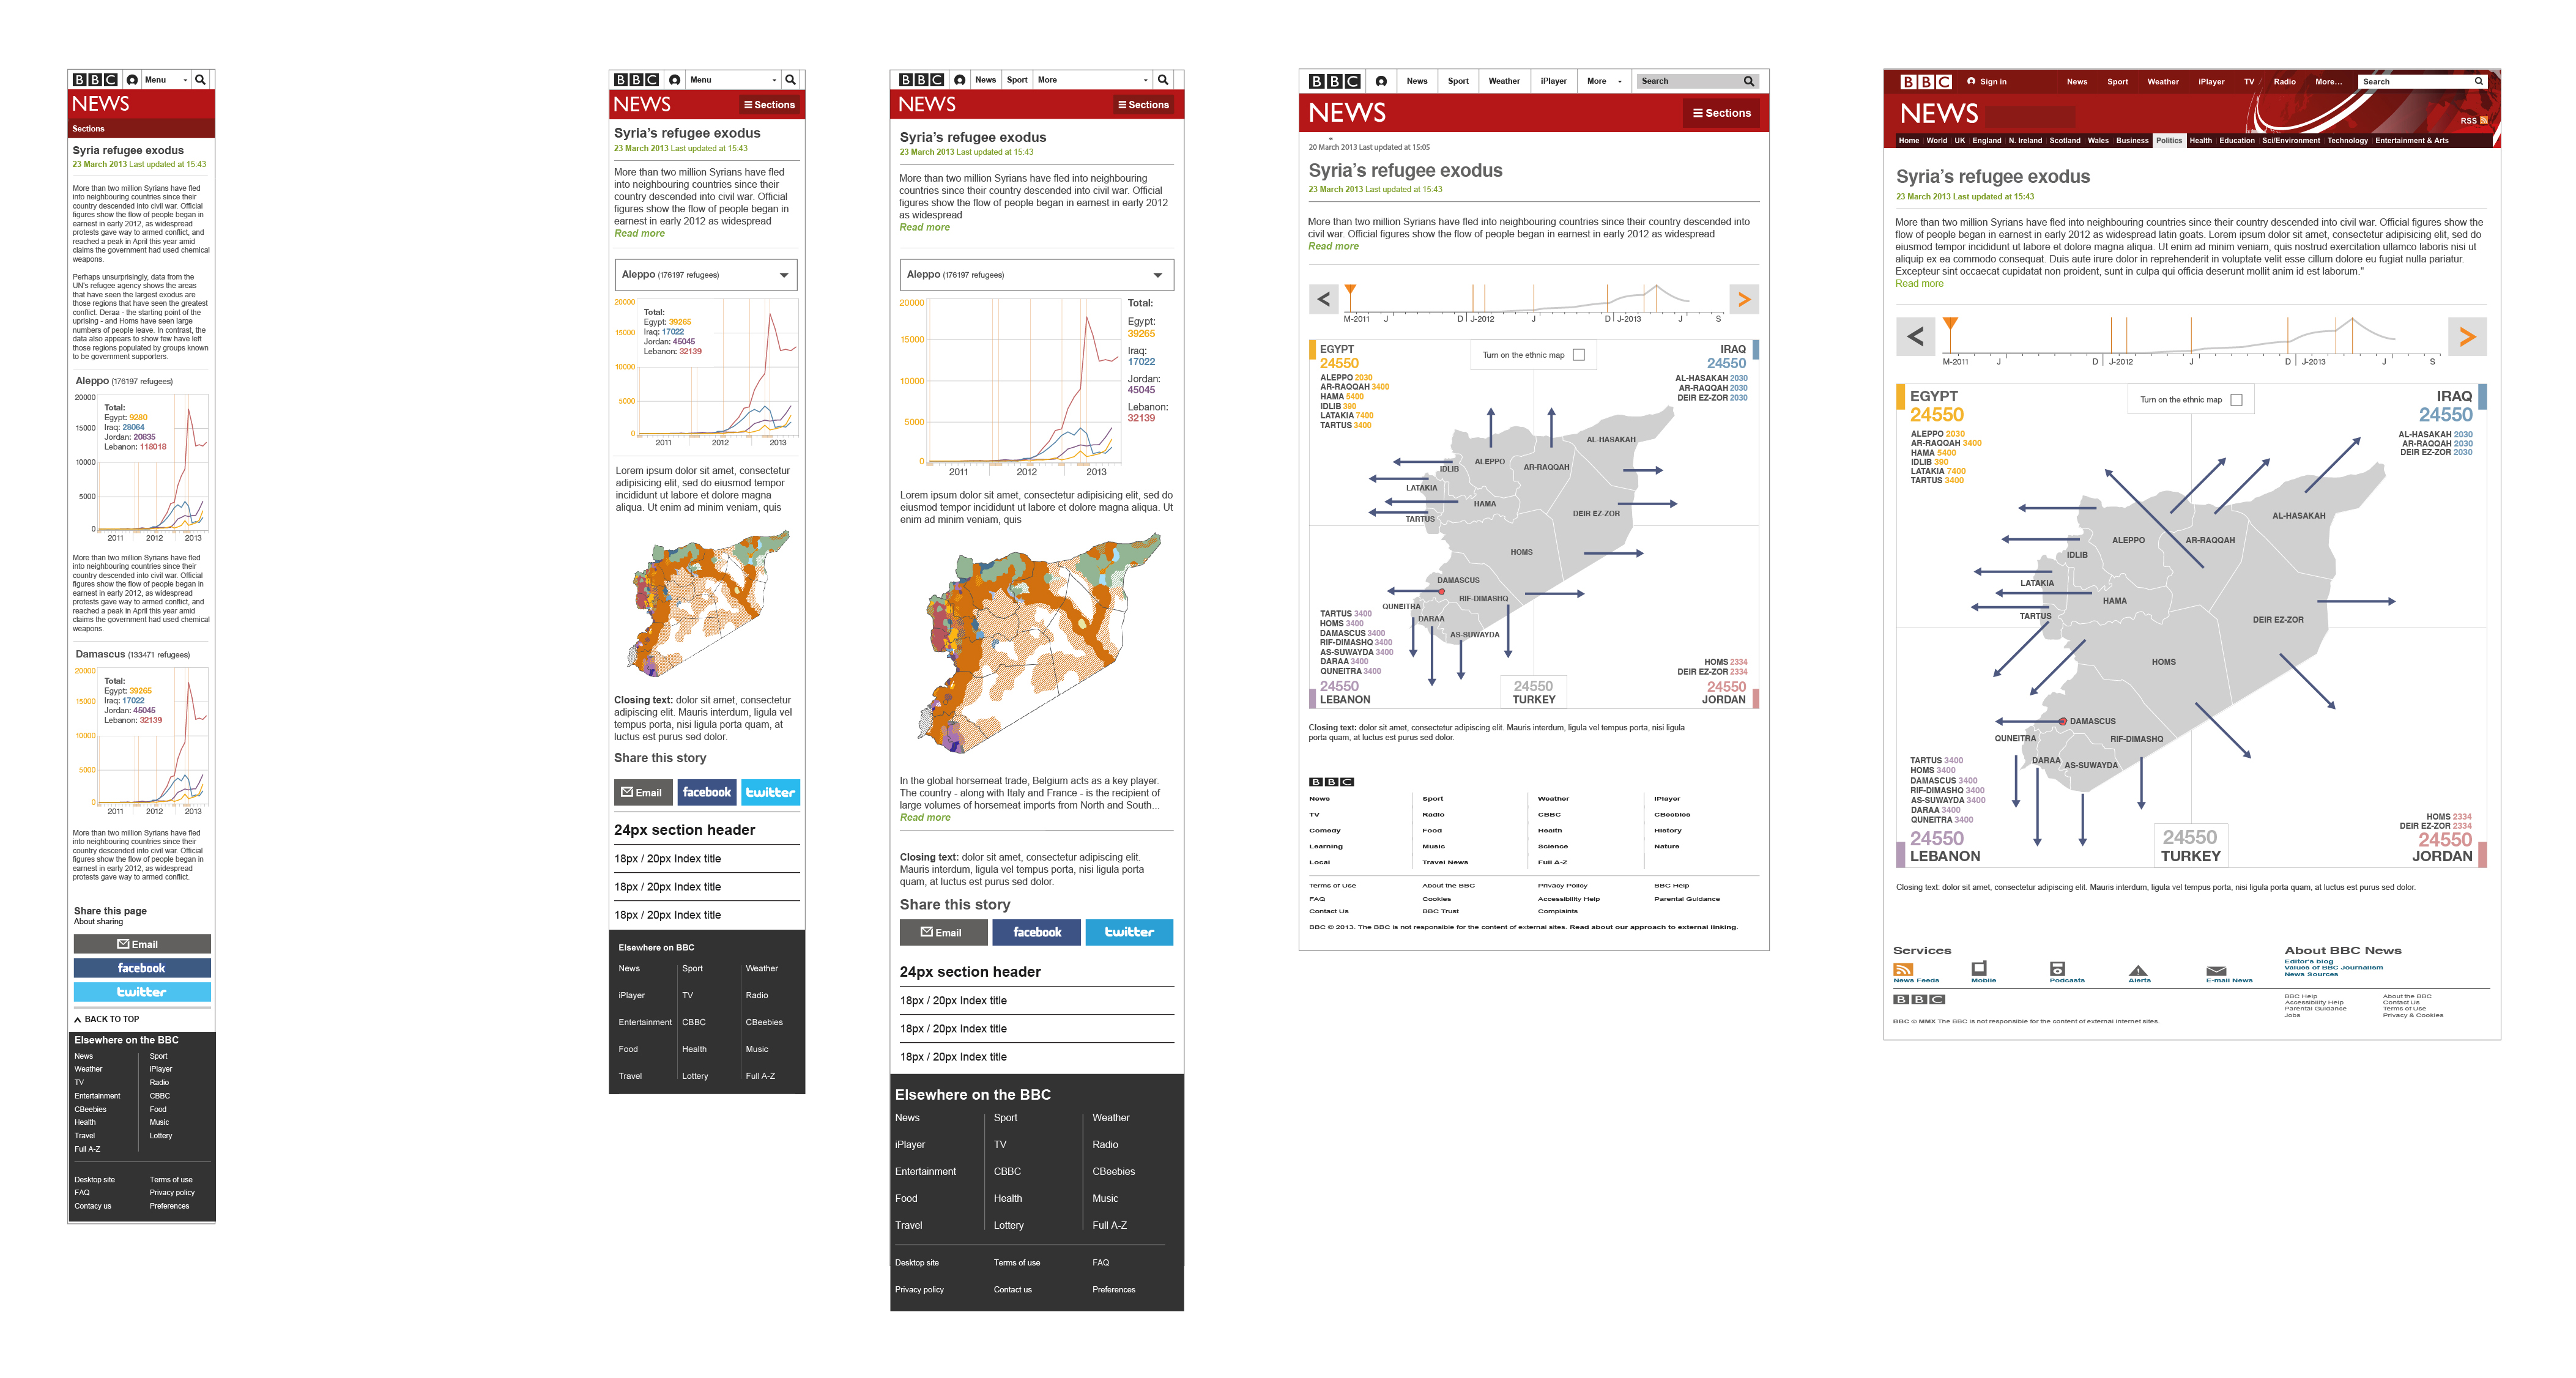 BBC
Menu
NEWS
Sections
Syria refugee exodus
23 March 2013 Last updated at 15:43
More than two million Syrians have fled
into neighbouring countries since their
country descended into civil war. Official
figures show the flow of people began in
earnest in early 2012, as widespread
protests gave way to armed conflict, and
reached a peak in April this year amid
claims the government had used chemical
weapons.
Perhaps unsurprisingly, data from the
UN's refugee agency shows the areas
that have seen the largest exodus are
those regions that have seen the greatest
conflict. Deraa - the starting point of the
uprising - and Homs have seen large
numbers of people leave. In contrast, the
data also appears to show few have left
those regions populated by groups known
to be government supporters.
Aleppo (176197 refugees)
20000
Total:
Egypt: 9280
Iraq: 28064
Jordan: 20835
Lebanon: 118018
15000
10000
5000
0
2011 2012 2013
More than two million Syrians have fled
into neighbouring countries since their
country descended into civil war. Official
figures show the flow of people began in
earnest in early 2012, as widespread
protests gave way to armed conflict, and
reached a peak in April this year amid
claims the government had used chemical
weapons.
Damascus (133471 refugees)
20000
Total:
Egypt: 39265
Iraq: 17022
Jordan: 45045
Lebanon: 32139
15000
10000
5000
0
2011 2012 2013
More than two million Syrians have fled
into neighbouring countries since their
country descended into civil war. Official
figures show the flow of people began in
earnest in early 2012, as widespread
protests gave way to armed conflict.
Share this page
About sharing
Email
facebook
twitter
BACK TO TOP
Elsewhere on the BBC
News Sport
Weather iPlayer
TV Radio
Entertainment CBBC
CBeebies Food
Health Music
Travel Lottery
Full A-Z
Desktop site Terms of use
FAQ Privacy policy
Contacy us Preferences
BBC Menu
NEWS Sections
Syria's refugee exodus
23 March 2013 Last updated at 15:43
More than two million Syrians have fled
into neighbouring countries since their
country descended into civil war. Official
figures show the flow of people began in
earnest in early 2012 as widespread
Read more
Aleppo (176197 refugees)
20000
Total:
Egypt: 39265
Iraq: 17022
Jordan: 45045
Lebanon: 32139
15000
10000
5000
0
2011 2012 2013
Lorem ipsum dolor sit amet, consectetur
adipisicing elit, sed do eiusmod tempor
incididunt ut labore et dolore magna
aliqua. Ut enim ad minim veniam, quis
Closing text: dolor sit amet, consectetur
adipiscing elit. Mauris interdum, ligula vel
tempus porta, nisi ligula porta quam, at
luctus est purus sed dolor.
Share this story
Email facebook twitter
24px section header
18px / 20px Index title
18px / 20px Index title
18px / 20px Index title
Elsewhere on BBC
News Sport Weather
iPlayer TV Radio
Entertainment CBBC CBeebies
Food Health Music
Travel Lottery Full A-Z
BBC News Sport More
NEWS Sections
Syria's refugee exodus
23 March 2013 Last updated at 15:43
More than two million Syrians have fled into neighbouring
countries since their country descended into civil war. Official
figures show the flow of people began in earnest in early 2012
as widespread
Read more
Aleppo (176197 refugees)
20000
15000
10000
5000
0
2011 2012 2013
Total:
Egypt:
39265
Iraq:
17022
Jordan:
45045
Lebanon:
32139
Lorem ipsum dolor sit amet, consectetur adipisicing elit, sed do
eiusmod tempor incididunt ut labore et dolore magna aliqua. Ut
enim ad minim veniam, quis
In the global horsemeat trade, Belgium acts as a key player.
The country - along with Italy and France - is the recipient of
large volumes of horsemeat imports from North and South...
Read more
Closing text: dolor sit amet, consectetur adipiscing elit.
Mauris interdum, ligula vel tempus porta, nisi ligula porta
quam, at luctus est purus sed dolor.
Share this story
Email facebook twitter
24px section header
18px / 20px Index title
18px / 20px Index title
18px / 20px Index title
Elsewhere on the BBC
News Sport Weather
iPlayer TV Radio
Entertainment CBBC CBeebies
Food Health Music
Travel Lottery Full A-Z
Desktop site Terms of use FAQ
Privacy policy Contact us Preferences
BBC News Sport Weather iPlayer More Search
NEWS Sections
20 March 2013 Last updated at 15:05
Syria's refugee exodus
23 March 2013 Last updated at 15:43
More than two million Syrians have fled into neighbouring countries since their country descended into
civil war. Official figures show the flow of people began in earnest in early 2012 as widespread
Read more
M-2011 J D J-2012 J D J-2013 J S
EGYPT
24550
ALEPPO 2030
AR-RAQQAH 3400
HAMA 5400
IDLIB 390
LATAKIA 7400
TARTUS 3400
Turn on the ethnic map
IRAQ
24550
AL-HASAKAH 2030
AR-RAQQAH 2030
DEIR EZ-ZOR 2030
AL-HASAKAH
ALEPPO
AR-RAQQAH
IDLIB
LATAKIA
HAMA
DEIR EZ-ZOR
TARTUS
HOMS
DAMASCUS
RIF-DIMASHQ
QUNEITRA
DARAA
AS-SUWAYDA
TARTUS 3400
HOMS 3400
DAMASCUS 3400
RIF-DIMASHQ 3400
AS-SUWAYDA 3400
DARAA 3400
QUNEITRA 3400
24550
LEBANON
24550
TURKEY
HOMS 2334
DEIR EZ-ZOR 2334
24550
JORDAN
Closing text: dolor sit amet, consectetur adipiscing elit. Mauris interdum, ligula vel tempus porta, nisi ligula
porta quam, at luctus est purus sed dolor.
BBC
News Sport Weather iPlayer
TV Radio CBBC CBeebies
Comedy Food Health History
Learning Music Science Nature
Local Travel News Full A-Z
Terms of Use About the BBC Privacy Policy BBC Help
FAQ Cookies Accessibility Help Parental Guidance
Contact Us BBC Trust Complaints
BBC © 2013. The BBC is not responsible for the content of external sites. Read about our approach to external linking.
BBC Sign in News Sport Weather iPlayer TV Radio More... Search
NEWS
RSS
Home World UK England N. Ireland Scotland Wales Business Politics Health Education Sci/Environment Technology Entertainment & Arts
Syria's refugee exodus
23 March 2013 Last updated at 15:43
More than two million Syrians have fled into neighbouring countries since their country descended into civil war. Official figures show the
flow of people began in earnest in early 2012 as widespread latin goats. Lorem ipsum dolor sit amet, consectetur adipisicing elit, sed do
eiusmod tempor incididunt ut labore et dolore magna aliqua. Ut enim ad minim veniam, quis nostrud exercitation ullamco laboris nisi ut
aliquip ex ea commodo consequat. Duis aute irure dolor in reprehenderit in voluptate velit esse cillum dolore eu fugiat nulla pariatur.
Excepteur sint occaecat cupidatat non proident, sunt in culpa qui officia deserunt mollit anim id est laborum."
Read more
M-2011 J D J-2012 J D J-2013 J S
EGYPT
24550
ALEPPO 2030
AR-RAQQAH 3400
HAMA 5400
IDLIB 390
LATAKIA 7400
TARTUS 3400
Turn on the ethnic map
IRAQ
24550
AL-HASAKAH 2030
AR-RAQQAH 2030
DEIR EZ-ZOR 2030
AL-HASAKAH
ALEPPO
AR-RAQQAH
IDLIB
LATAKIA
HAMA
TARTUS
DEIR EZ-ZOR
HOMS
DAMASCUS
QUNEITRA
RIF-DIMASHQ
DARAA
AS-SUWAYDA
TARTUS 3400
HOMS 3400
DAMASCUS 3400
RIF-DIMASHQ 3400
AS-SUWAYDA 3400
DARAA 3400
QUNEITRA 3400
24550
LEBANON
24550
TURKEY
HOMS 2334
DEIR EZ-ZOR 2334
24550
JORDAN
Closing text: dolor sit amet, consectetur adipiscing elit. Mauris interdum, ligula vel tempus porta, nisi ligula porta quam, at luctus est purus sed dolor.
Services
News Feeds Mobile Podcasts Alerts E-mail News
About BBC News
Editor's blog
Values of BBC Journalism
News Sources
BBC
BBC © MMX The BBC is not responsible for the content of external internet sites.
BBC Help About the BBC
Accessibility Help Contact Us
Parental Guidance Terms of Use
Jobs Privacy & Cookies